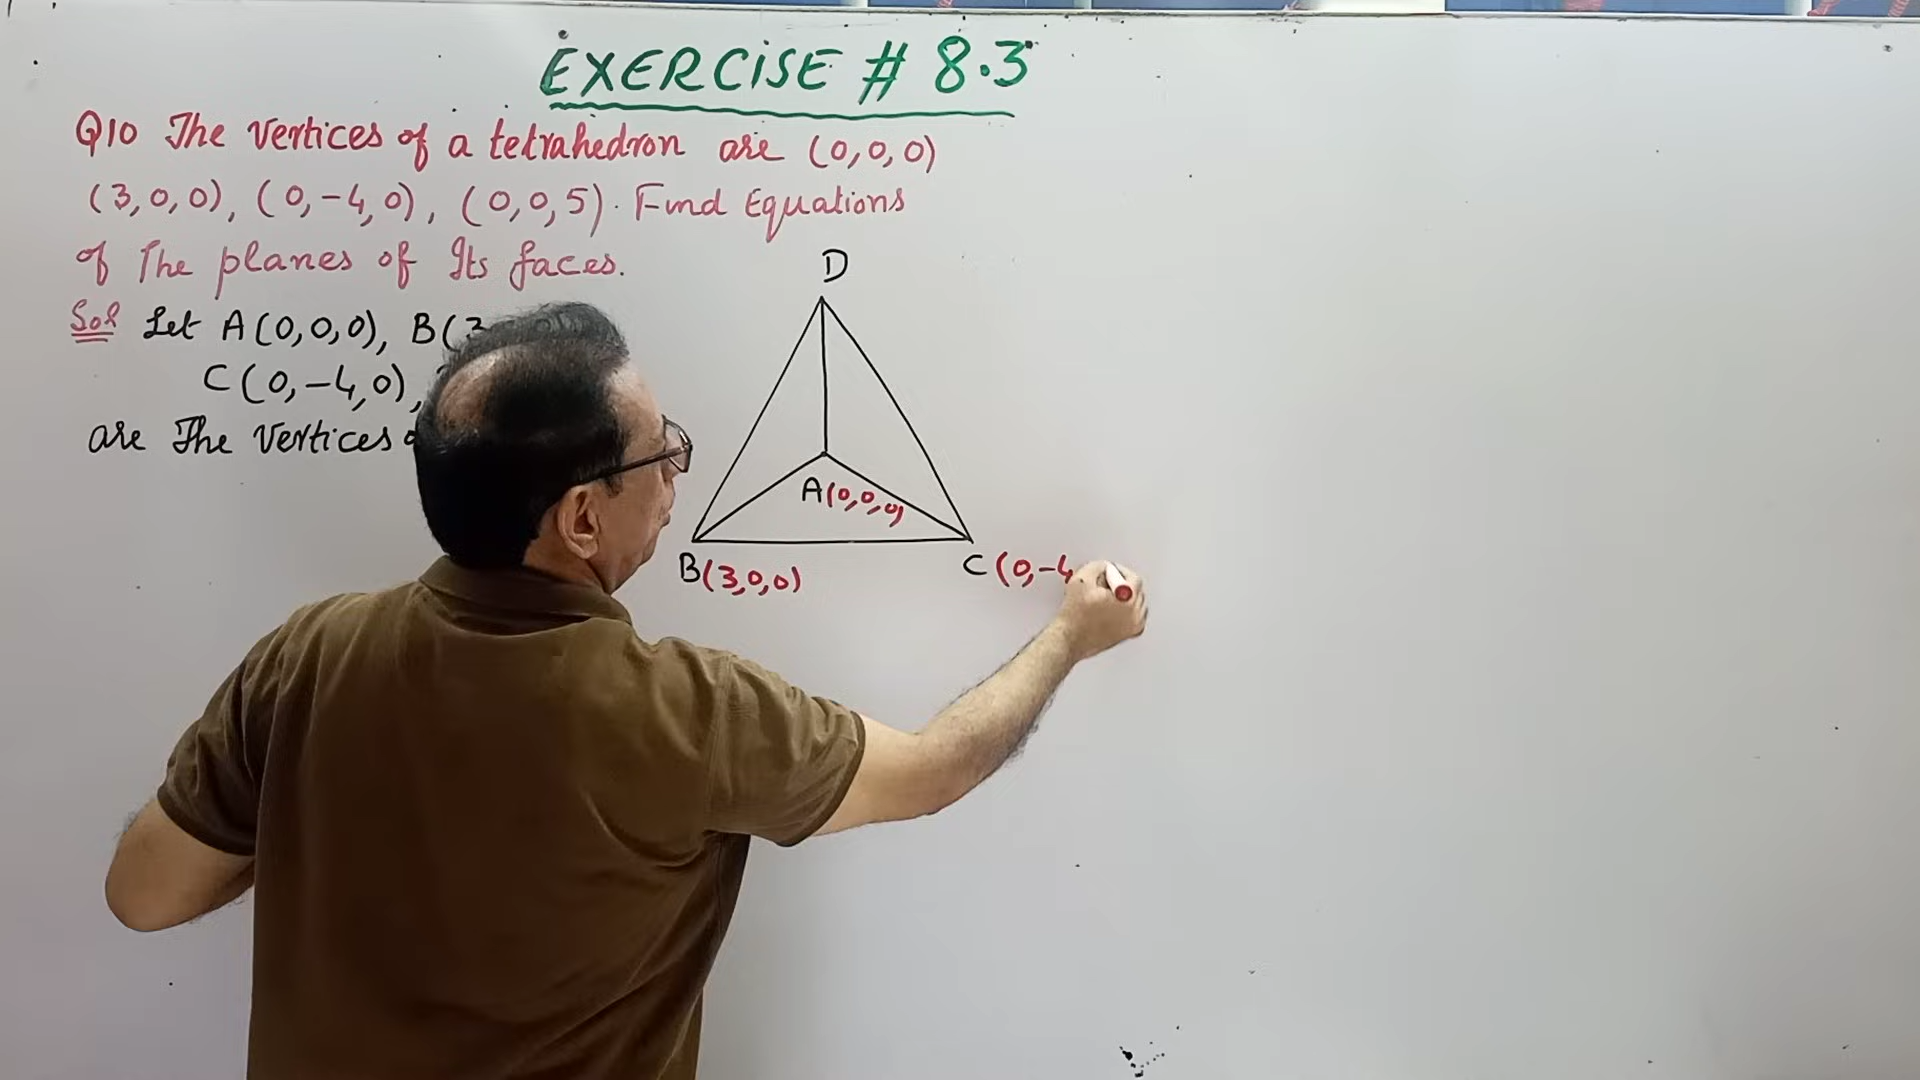 EXERCISE # 8.3
Q10 The Vertices of a tetrahedron are (0,0,0)
(3,0,0), (0,-4,0), (0,0,5). Find Equations
of The planes of Its faces.
Sol Let A(0,0,0), B(3
C(0,-4,0),
are The Vertices
D
A(0,0,0)
B(3,0,0)
C(0,-4,